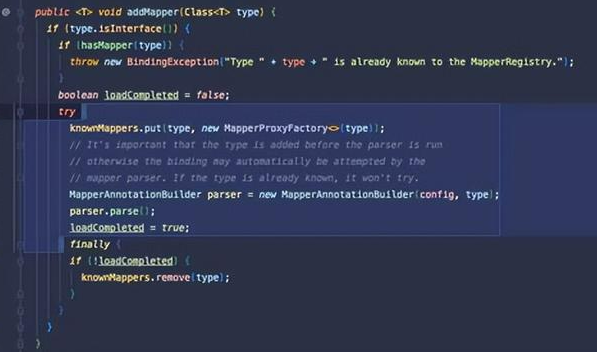 public <T> void addMapper(Class<T> type) {
if (type.isInterface()) {
if (hasMapper(type)) {
throw new BindingException("Type " + type + " is already known to the MapperRegistry.");
}
boolean loadCompleted = false;
try
knownMappers.put(type, new MapperProxyFactory<>(type));
// It's important that the type is added before the parser is run
// otherwise the binding may automatically be attempted by the
// mapper parser. If the type is already known, it won't try.
MapperAnnotationBuilder parser = new MapperAnnotationBuilder(config, type);
parser.parse();
loadCompleted = true;
finally {
if (!loadCompleted) {
knownMappers.remove(type);
}
}
}
}